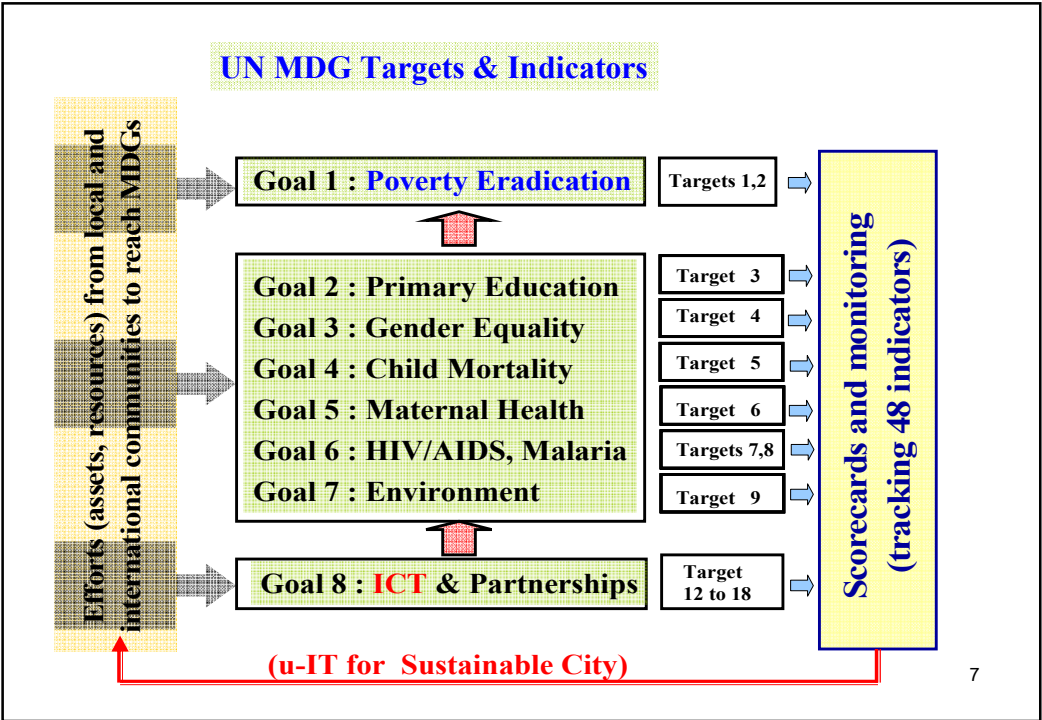 UN MDG Targets & Indicators
Efforts (assets, resources) from local and
international communities to reach MDGs
Goal 1 : Poverty Eradication
Targets 1,2
Goal 2 : Primary Education
Goal 3 : Gender Equality
Goal 4 : Child Mortality
Goal 5 : Maternal Health
Goal 6 : HIV/AIDS, Malaria
Goal 7 : Environment
Target 3
Target 4
Target 5
Target 6
Targets 7,8
Target 9
Goal 8 : ICT & Partnerships
Target
12 to 18
Scorecards and monitoring
(tracking 48 indicators)
(u-IT for Sustainable City)
7